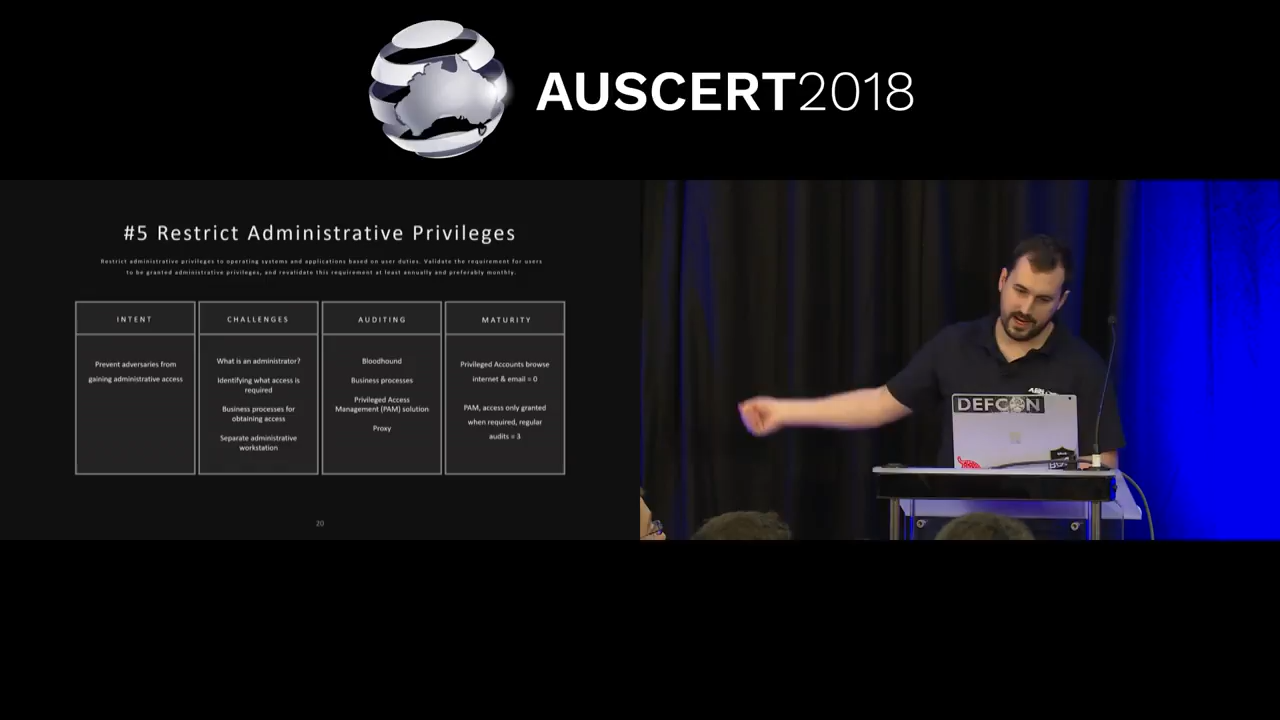 AUSCERT2018
#5 Restrict Administrative Privileges
Restrict administrative privileges to operating systems and applications based on user duties. Validate the requirement for users
to be granted administrative privileges, and revalidate this requirement at least annually and preferably monthly.
INTENT
Prevent adversaries from
gaining administrative access
CHALLENGES
What is an administrator?
Identifying what access is
required
Business processes for
obtaining access
Separate administrative
workstation
AUDITING
Bloodhound
Business processes
Privileged Access
Management (PAM) solution
Proxy
MATURITY
Privileged Accounts browse
internet & email = 0
PAM, access only granted
when required, regular
audits = 3
20
DEFCON